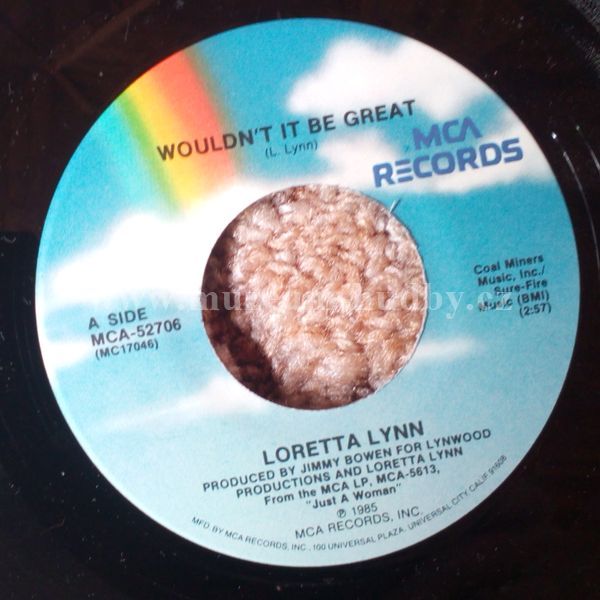 WOULDN'T IT BE GREAT
(L. Lynn)
MCA
RECORDS
A SIDE
MCA-52706
(MC17046)
Coal Miners
Music, Inc./
Sure-Fire
Music (BMI)
(2:57)
LORETTA LYNN
PRODUCED BY JIMMY BOWEN FOR LYNWOOD
PRODUCTIONS AND LORETTA LYNN
From the MCA LP, MCA-5613,
"Just A Woman"
℗ 1985
MCA RECORDS, INC.
MFD. BY MCA RECORDS, INC., 100 UNIVERSAL PLAZA, UNIVERSAL CITY, CALIF. 91608